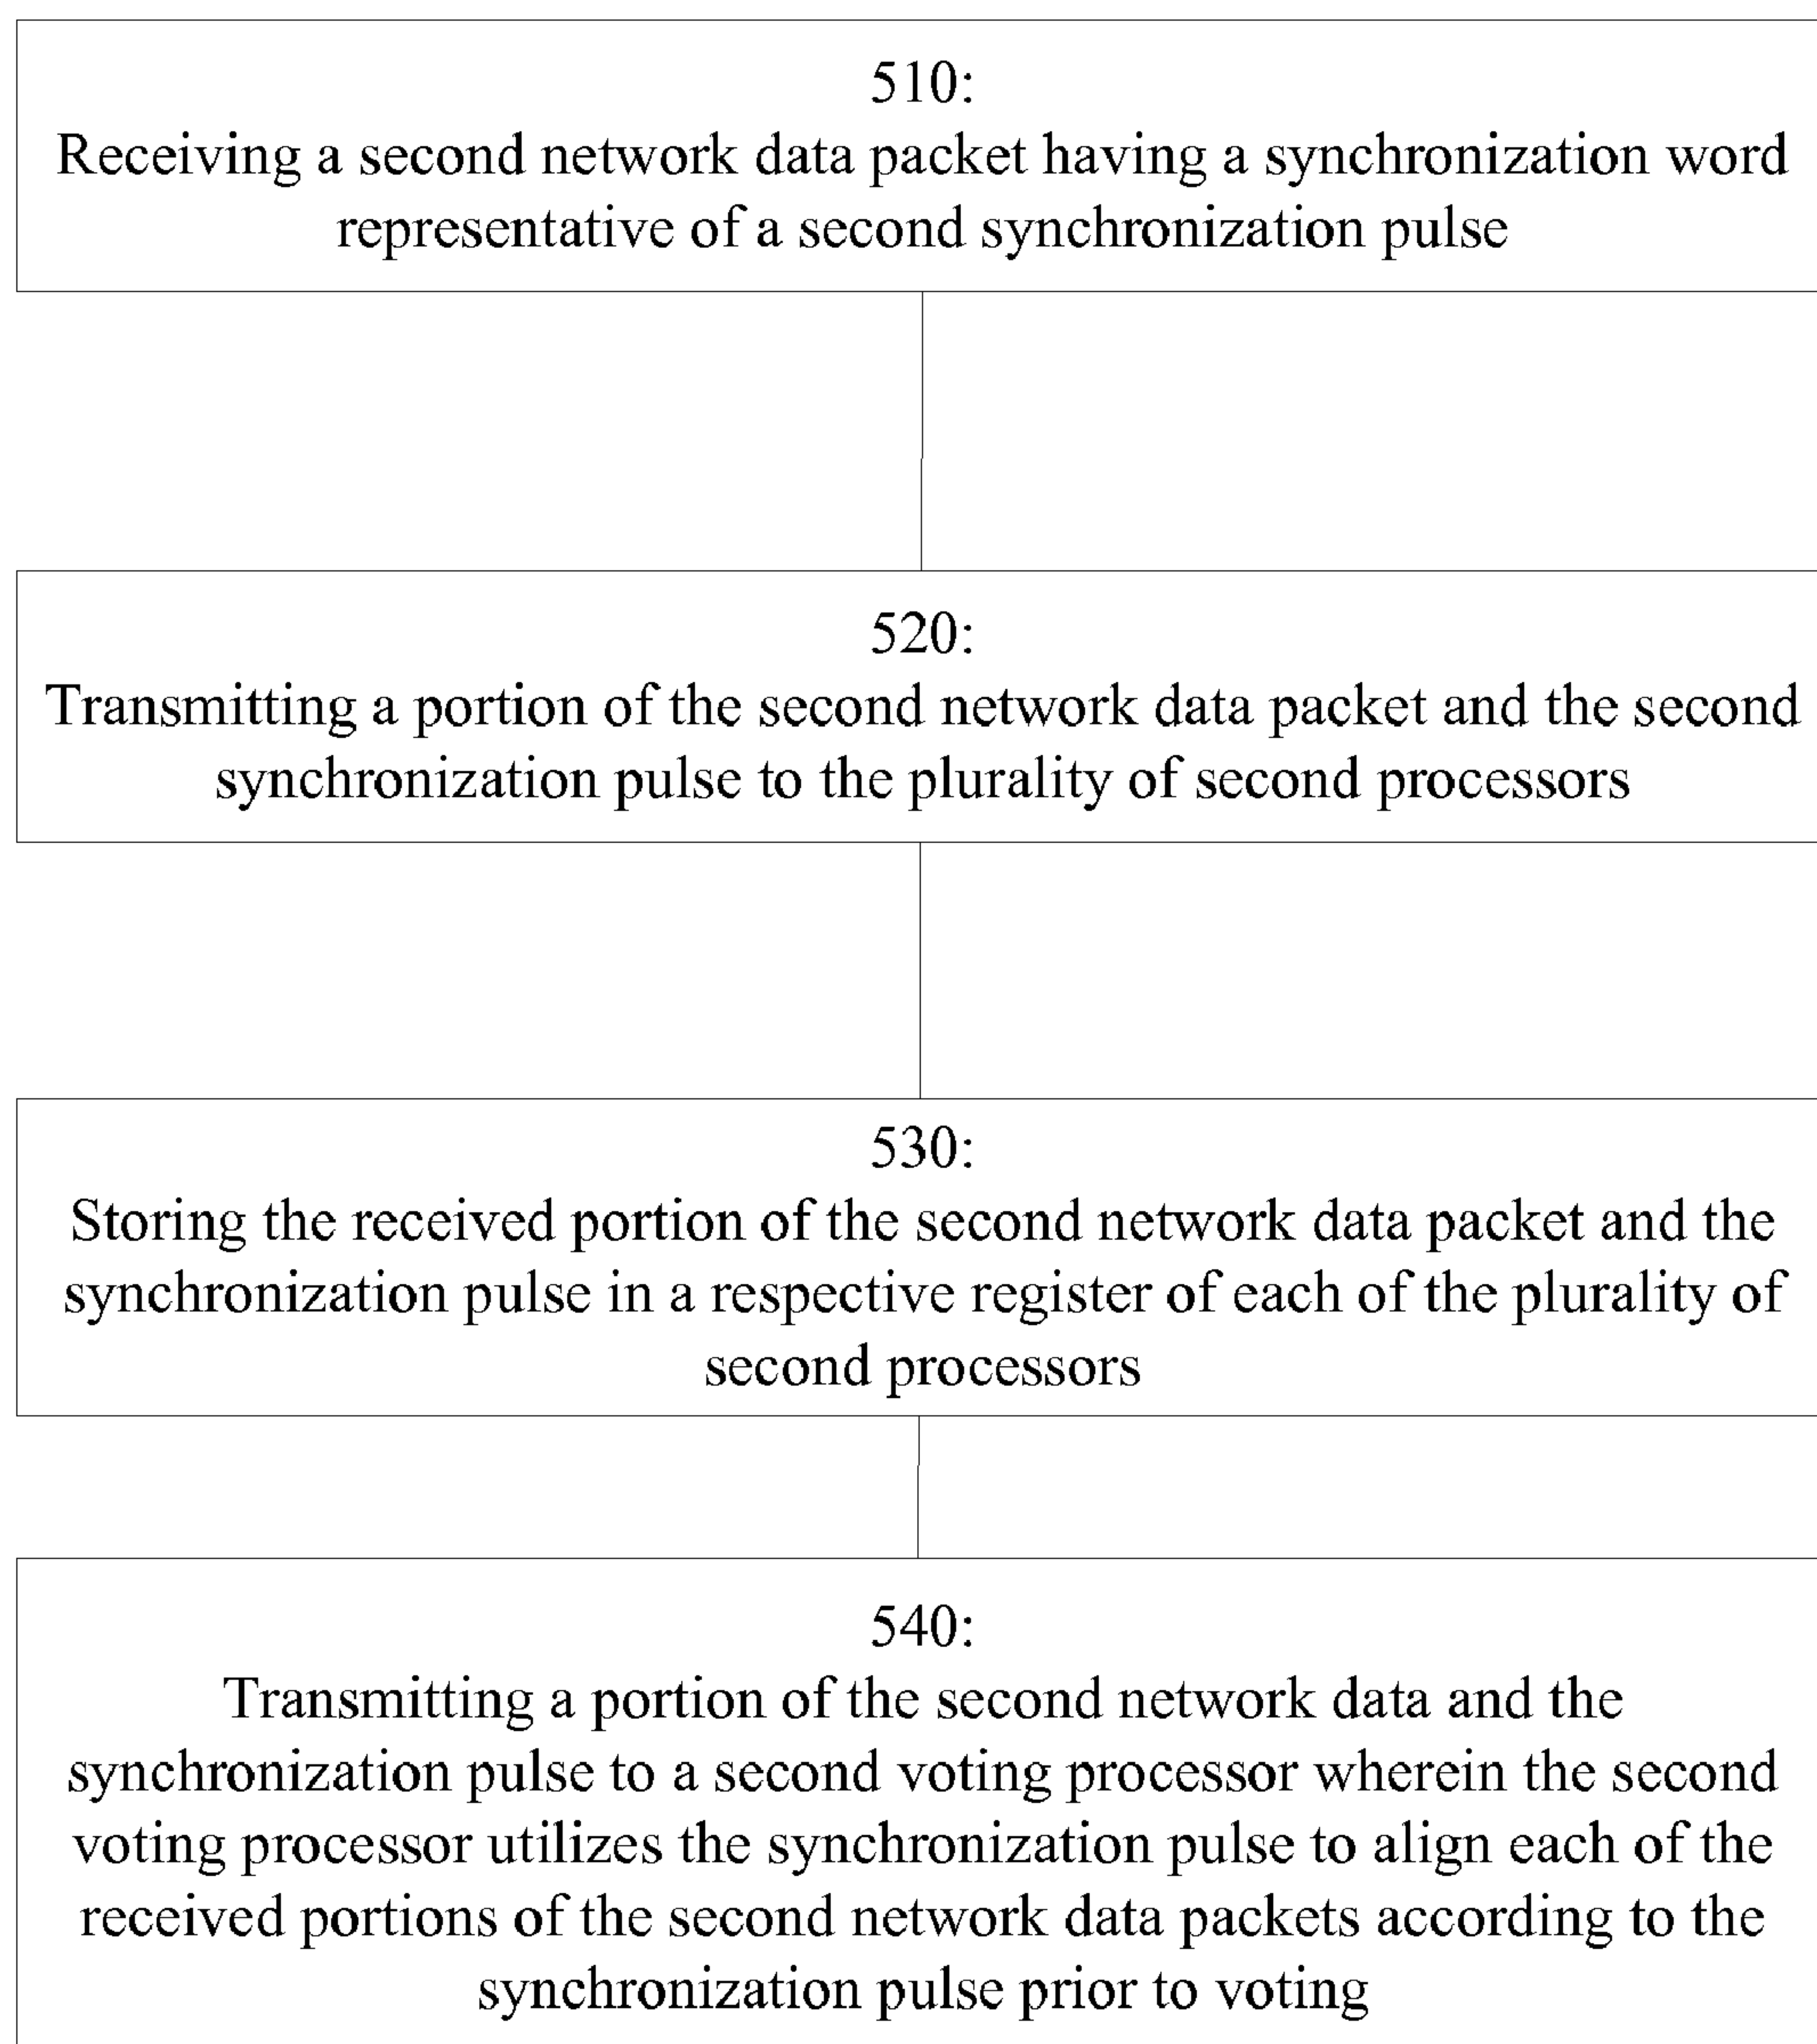 510:
Receiving a second network data packet having a synchronization word
representative of a second synchronization pulse
520:
Transmitting a portion of the second network data packet and the second
synchronization pulse to the plurality of second processors
530:
Storing the received portion of the second network data packet and the
synchronization pulse in a respective register of each of the plurality of
second processors
540:
Transmitting a portion of the second network data and the
synchronization pulse to a second voting processor wherein the second
voting processor utilizes the synchronization pulse to align each of the
received portions of the second network data packets according to the
synchronization pulse prior to voting